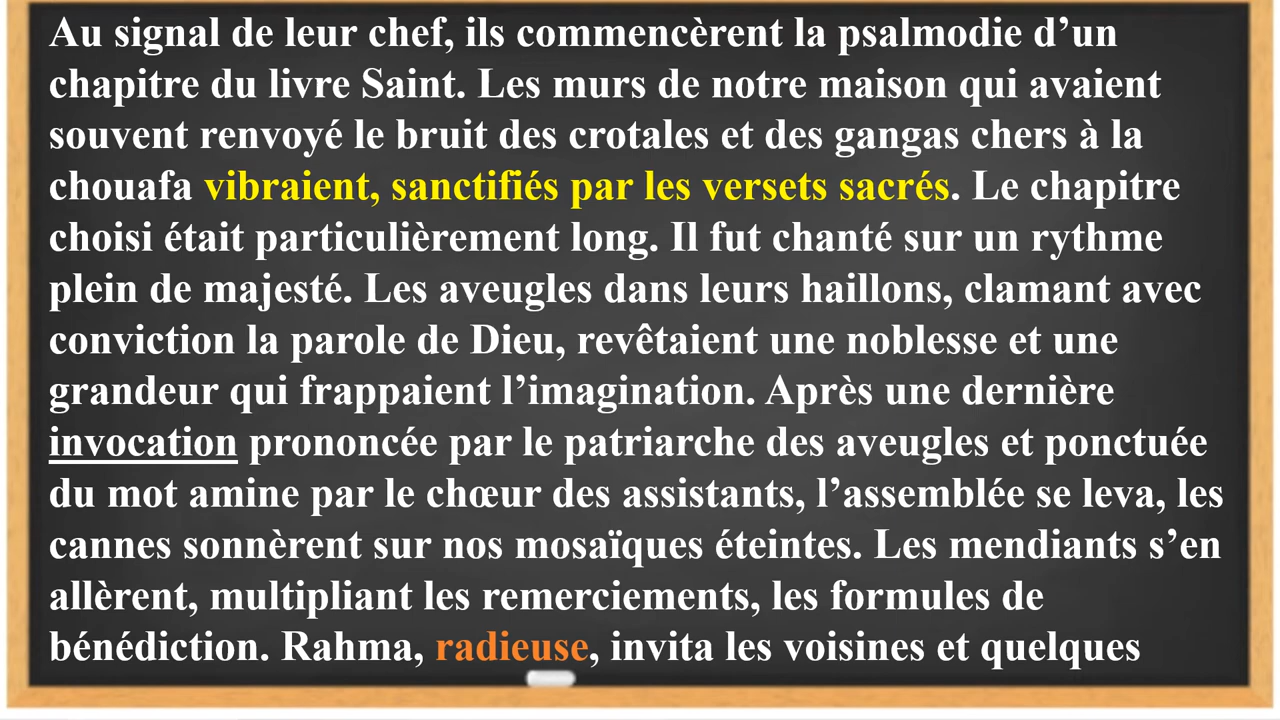 Au signal de leur chef, ils commencèrent la psalmodie d’un
chapitre du livre Saint. Les murs de notre maison qui avaient
souvent renvoyé le bruit des crotales et des gangas chers à la
chouafa vibraient, sanctifiés par les versets sacrés. Le chapitre
choisi était particulièrement long. Il fut chanté sur un rythme
plein de majesté. Les aveugles dans leurs haillons, clamant avec
conviction la parole de Dieu, revêtaient une noblesse et une
grandeur qui frappaient l’imagination. Après une dernière
invocation prononcée par le patriarche des aveugles et ponctuée
du mot amine par le chœur des assistants, l’assemblée se leva, les
cannes sonnèrent sur nos mosaïques éteintes. Les mendiants s’en
allèrent, multipliant les remerciements, les formules de
bénédiction. Rahma, radieuse, invita les voisines et quelques